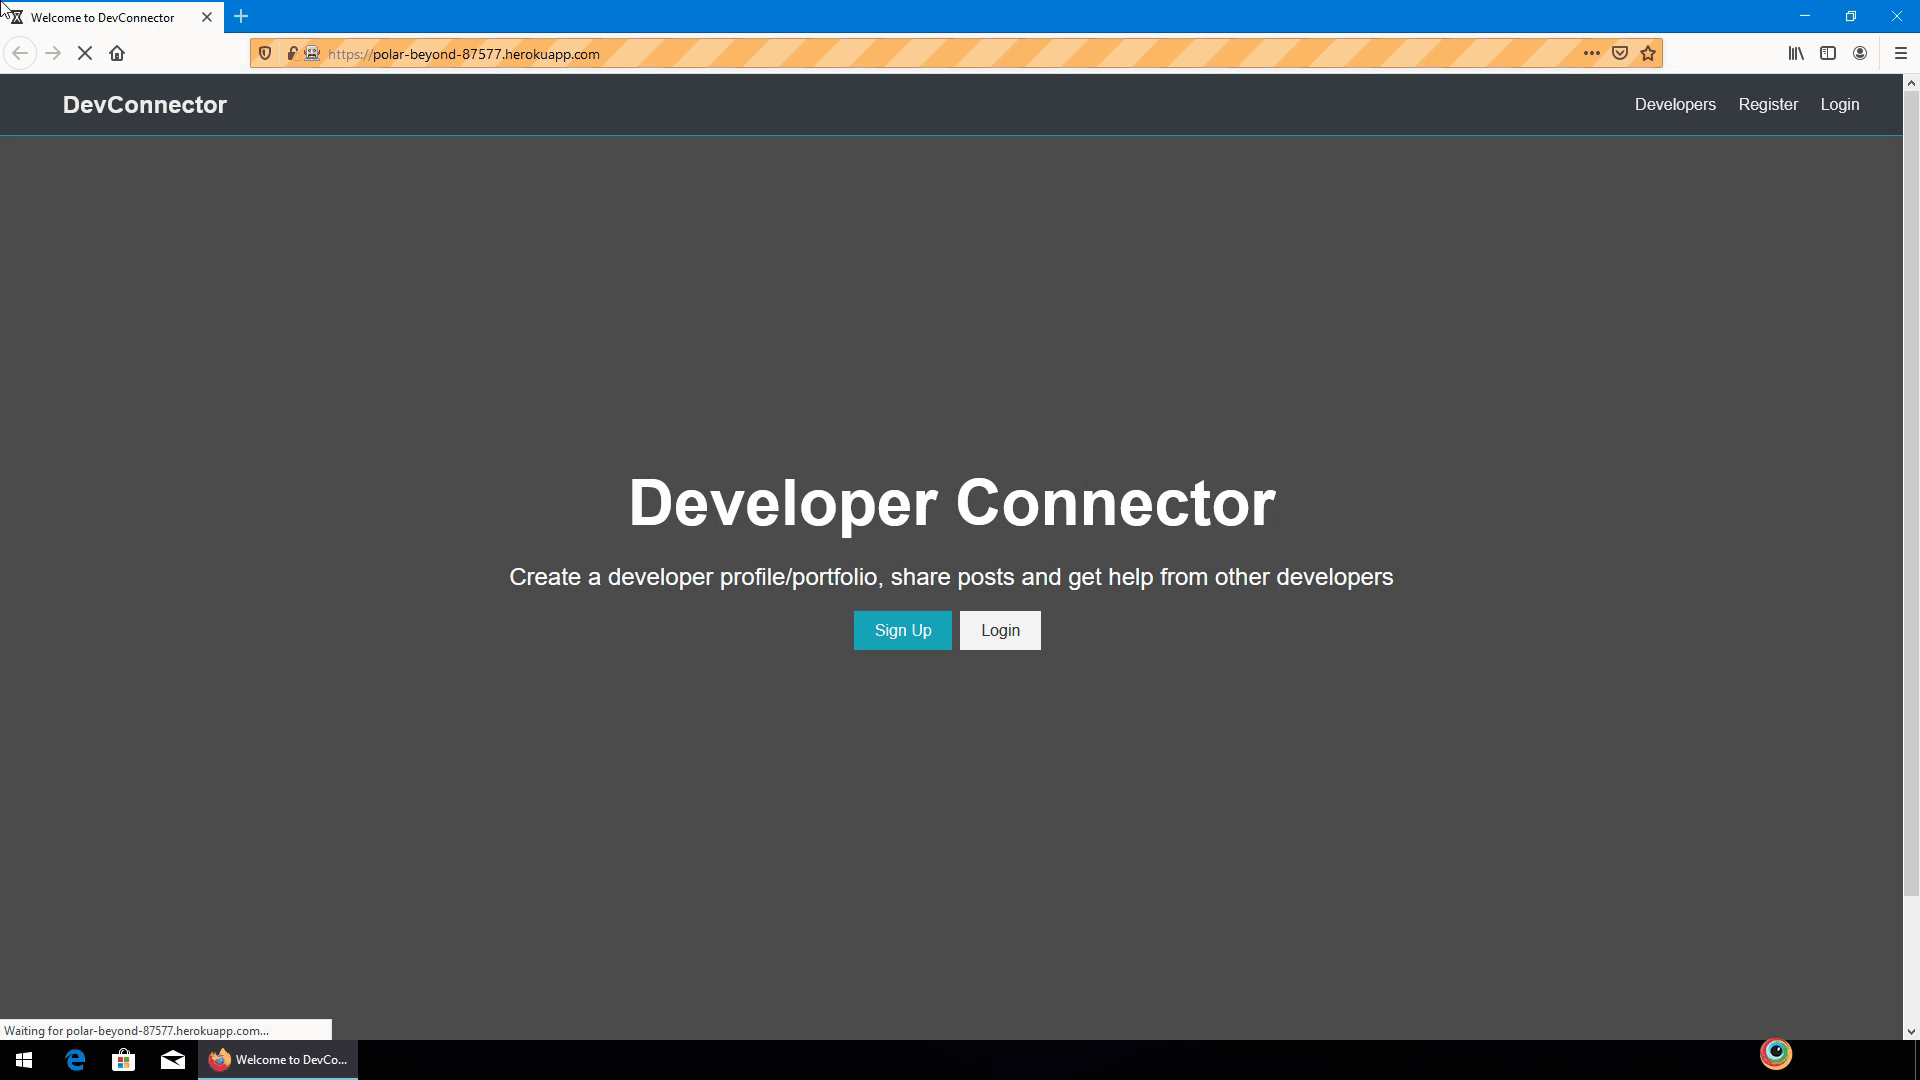 Welcome to DevConnector
https://polar-beyond-87577.herokuapp.com
DevConnector
Developers
Register
Login
Developer Connector
Create a developer profile/portfolio, share posts and get help from other developers
Sign Up
Login
Waiting for polar-beyond-87577.herokuapp.com...
Welcome to DevCo...